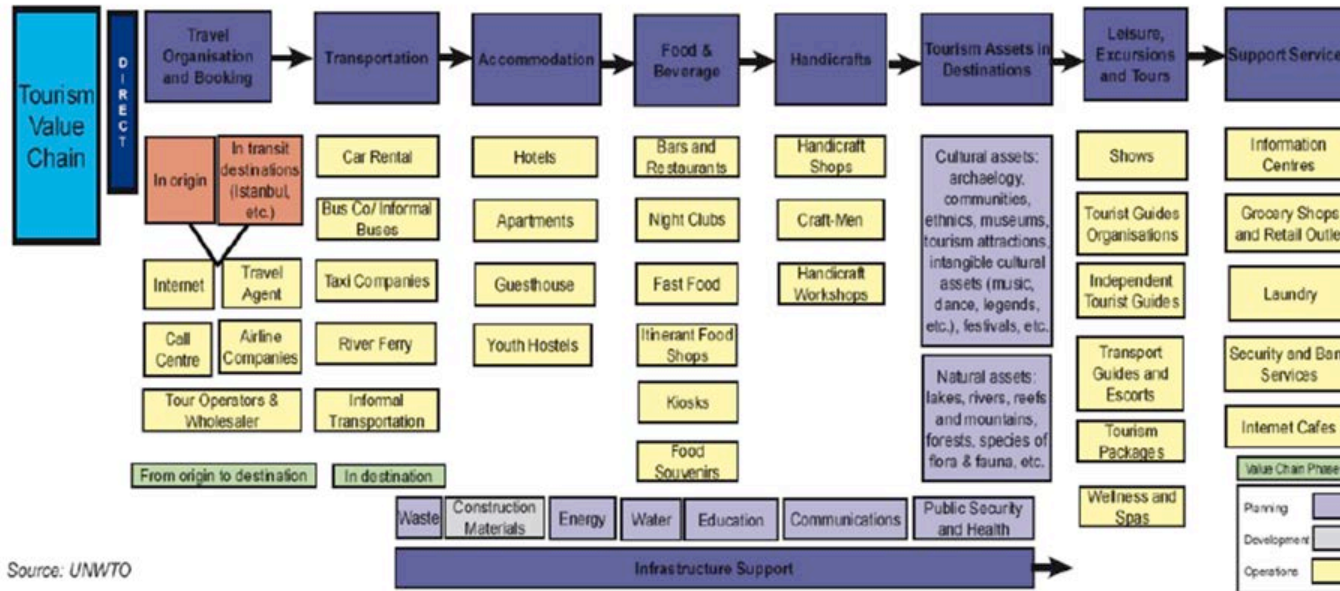 Tourism
Value
Chain
DIRECT
Travel
Organisation
and Booking
Transportation
Accommodation
Food &
Beverage
Handicrafts
Tourism Assets in
Destinations
Leisure,
Excursions
and Tours
Support Service
In origin
In transit
destinations
(Istanbul,
etc.)
Internet
Travel
Agent
Call
Centre
Airline
Companies
Tour Operators &
Wholesaler
Car Rental
Bus Co/ Informal
Buses
Taxi Companies
River Ferry
Informal
Transportation
Hotels
Apartments
Guesthouse
Youth Hostels
Bars and
Restaurants
Night Clubs
Fast Food
Itinerant Food
Shops
Kiosks
Food
Souvenirs
Handicraft
Shops
Craft-Men
Handicraft
Workshops
Cultural assets:
archaelogy,
communities,
ethnics, museums,
tourism attractions,
intangible cultural
assets (music,
dance, legends,
etc.), festivals, etc.
Natural assets:
lakes, rivers, reefs
and mountains,
forests, species of
flora & fauna, etc.
Shows
Tourist Guides
Organisations
Independent
Tourist Guides
Transport
Guides and
Escorts
Tourism
Packages
Wellness and
Spas
Information
Centres
Grocery Shops
and Retail Outle
Laundry
Security and Ban
Services
Internet Cafes
From origin to destination
In destination
Value Chain Phase
Planning
Development
Operations
Waste
Construction
Materials
Energy
Water
Education
Communications
Public Security
and Health
Infrastructure Support
Source: UNWTO